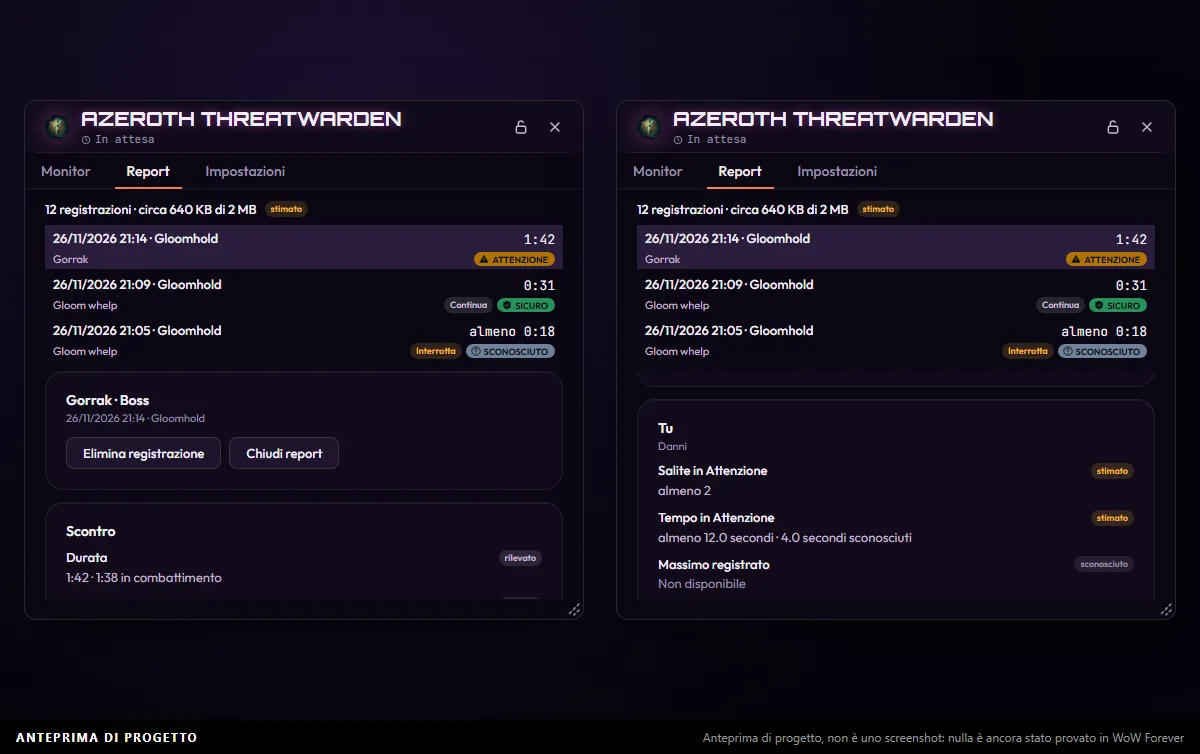 AZEROTH THREATWARDEN
In attesa
Monitor Report Impostazioni
12 registrazioni · circa 640 KB di 2 MB stimato
26/11/2026 21:14 · Gloomhold 1:42
Gorrak ATTENZIONE
26/11/2026 21:09 · Gloomhold 0:31
Gloom whelp Continua SICURO
26/11/2026 21:05 · Gloomhold almeno 0:18
Gloom whelp Interrotta SCONOSCIUTO
Gorrak · Boss
26/11/2026 21:14 · Gloomhold
Elimina registrazione Chiudi report
Scontro
Durata rilevato
1:42 · 1:38 in combattimento
AZEROTH THREATWARDEN
In attesa
Monitor Report Impostazioni
12 registrazioni · circa 640 KB di 2 MB stimato
26/11/2026 21:14 · Gloomhold 1:42
Gorrak ATTENZIONE
26/11/2026 21:09 · Gloomhold 0:31
Gloom whelp Continua SICURO
26/11/2026 21:05 · Gloomhold almeno 0:18
Gloom whelp Interrotta SCONOSCIUTO
Tu
Danni
Salite in Attenzione stimato
almeno 2
Tempo in Attenzione stimato
almeno 12.0 secondi · 4.0 secondi sconosciuti
Massimo registrato sconosciuto
Non disponibile
ANTEPRIMA DI PROGETTO
Anteprima di progetto, non è uno screenshot: nulla è ancora stato provato in WoW Forever